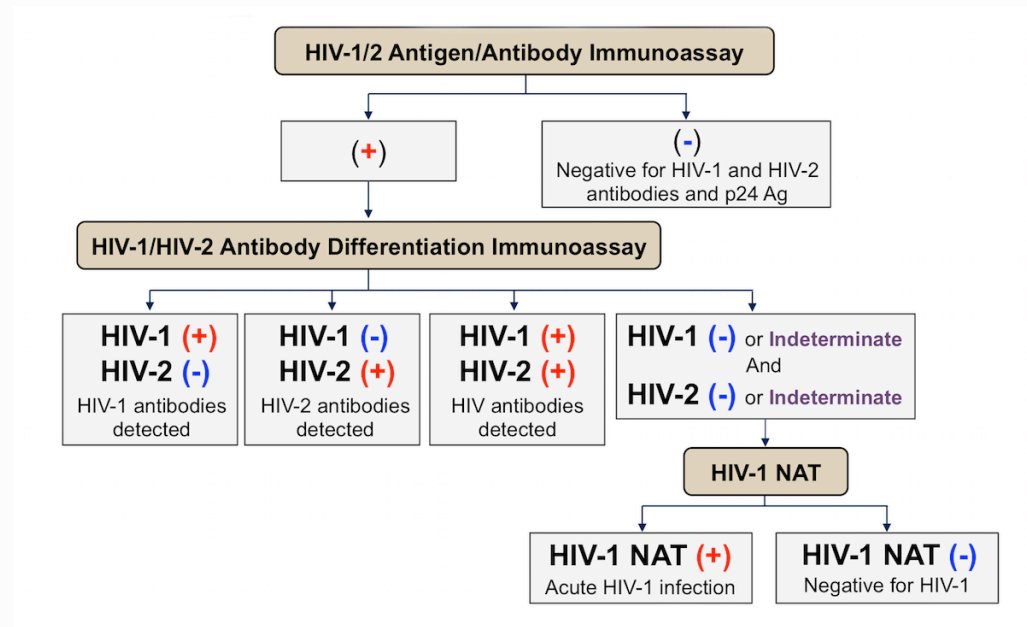 HIV-1/2 Antigen/Antibody Immunoassay
(+)
(-)
Negative for HIV-1 and HIV-2
antibodies and p24 Ag
HIV-1/HIV-2 Antibody Differentiation Immunoassay
HIV-1 (+)
HIV-2 (-)
HIV-1 antibodies
detected
HIV-1 (-)
HIV-2 (+)
HIV-2 antibodies
detected
HIV-1 (+)
HIV-2 (+)
HIV antibodies
detected
HIV-1 (-) or Indeterminate
And
HIV-2 (-) or Indeterminate
HIV-1 NAT
HIV-1 NAT (+)
Acute HIV-1 infection
HIV-1 NAT (-)
Negative for HIV-1